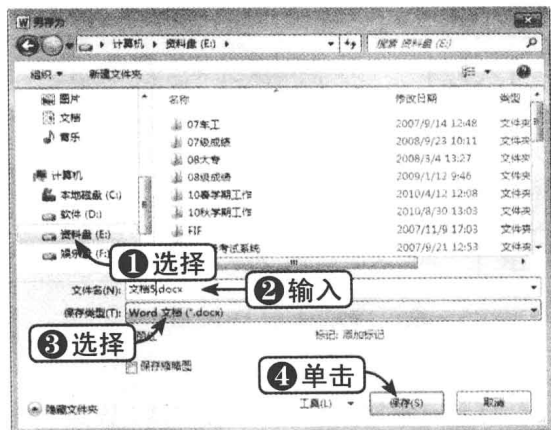 另存为
计算机 资料盘 (E:) 搜索 资料盘 (E:)
组织 新建文件夹
图片 名称 修改日期 类型
文档 07年工 2007/9/14 12:48 文件夹
音乐 07级成绩 2008/9/23 10:11 文件夹
08大专 2008/3/4 13:27 文件夹
计算机 08级成绩 2009/1/12 9:46 文件夹
本地磁盘 (C:) 10春学期工作 2010/4/12 12:08 文件夹
软件 (D:) 10秋学期工作 2010/8/30 13:03 文件夹
资料盘 (E:) FIF 2007/11/9 17:03 文件夹
娱乐盘 (F:) 考试系统 2007/9/21 12:53 文件夹
❶选择
文件名(N): 文档5.docx ❷输入
保存类型(T): Word 文档 (*.docx)
❸选择 标记: 添加标记
保存缩略图 ❹单击
隐藏文件夹 工具(L) 保存(S) 取消